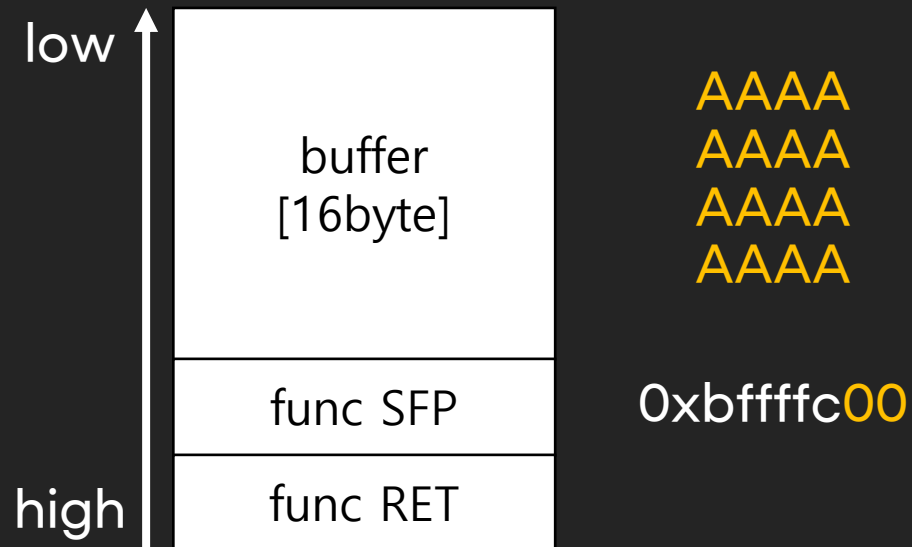 low
buffer
[16byte]
AAAA
AAAA
AAAA
AAAA
func SFP
0xbffffc00
func RET
high